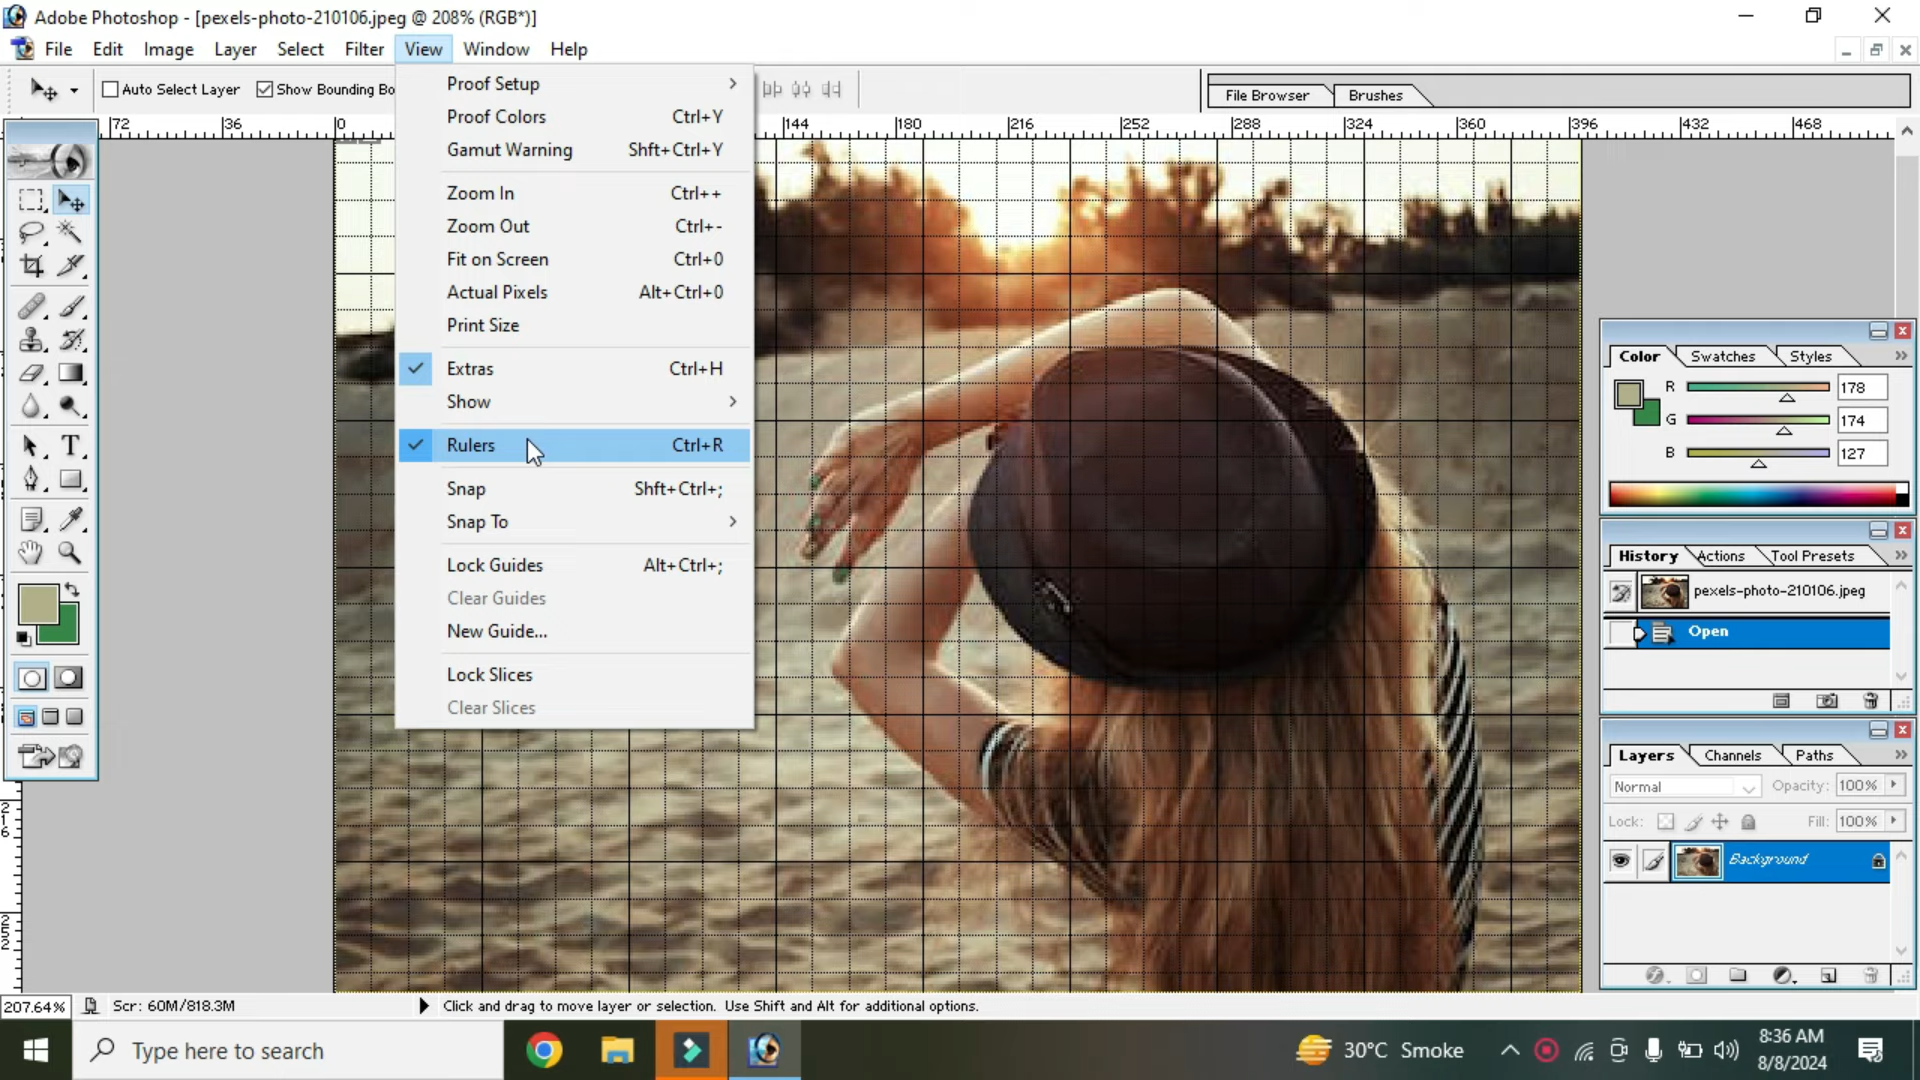 Adobe Photoshop - [pexels-photo-210106.jpeg @ 208% (RGB*)]
File Edit Image Layer Select Filter View Window Help
Auto Select Layer Show Bounding Bo
File Browser Brushes
72 36 0 144 180 216 252 288 324 360 396 432 468
Proof Setup
Proof Colors Ctrl+Y
Gamut Warning Shft+Ctrl+Y
Zoom In Ctrl++
Zoom Out Ctrl+-
Fit on Screen Ctrl+0
Actual Pixels Alt+Ctrl+0
Print Size
Extras Ctrl+H
Show
Rulers Ctrl+R
Snap Shft+Ctrl+;
Snap To
Lock Guides Alt+Ctrl+;
Clear Guides
New Guide...
Lock Slices
Clear Slices
Color Swatches Styles
R 178
G 174
B 127
History Actions Tool Presets
pexels-photo-210106.jpeg
Open
Layers Channels Paths
Normal Opacity: 100%
Lock: Fill: 100%
Background
216
252
207.64% Scr: 60M/818.3M Click and drag to move layer or selection. Use Shift and Alt for additional options.
Type here to search
30°C Smoke
8:36 AM
8/8/2024